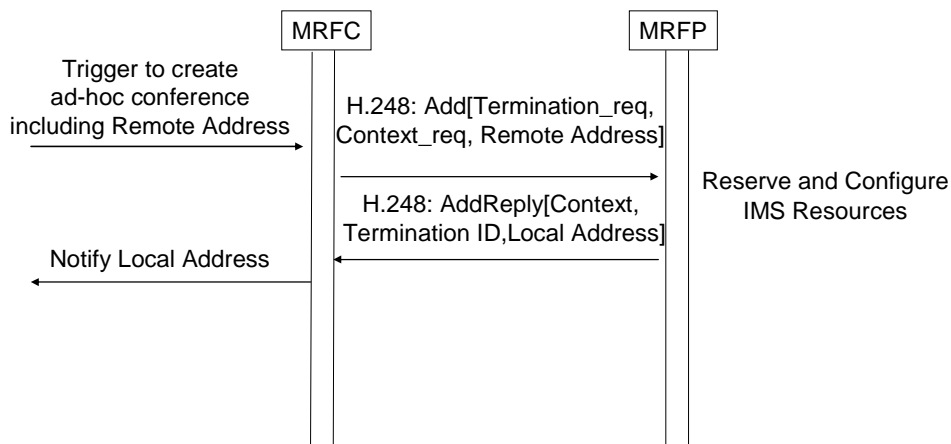 MRFC
MRFP
Trigger to create
ad-hoc conference
including Remote Address
H.248: Add[Termination_req,
Context_req, Remote Address]
Reserve and Configure
IMS Resources
H.248: AddReply[Context,
Termination ID,Local Address]
Notify Local Address